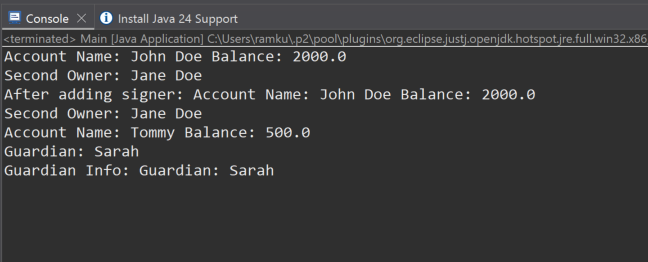 Console Install Java 24 Support
<terminated> Main [Java Application] C:\Users\ramku\.p2\pool\plugins\org.eclipse.justj.openjdk.hotspot.jre.full.win32.x86
Account Name: John Doe Balance: 2000.0
Second Owner: Jane Doe
After adding signer: Account Name: John Doe Balance: 2000.0
Second Owner: Jane Doe
Account Name: Tommy Balance: 500.0
Guardian: Sarah
Guardian Info: Guardian: Sarah